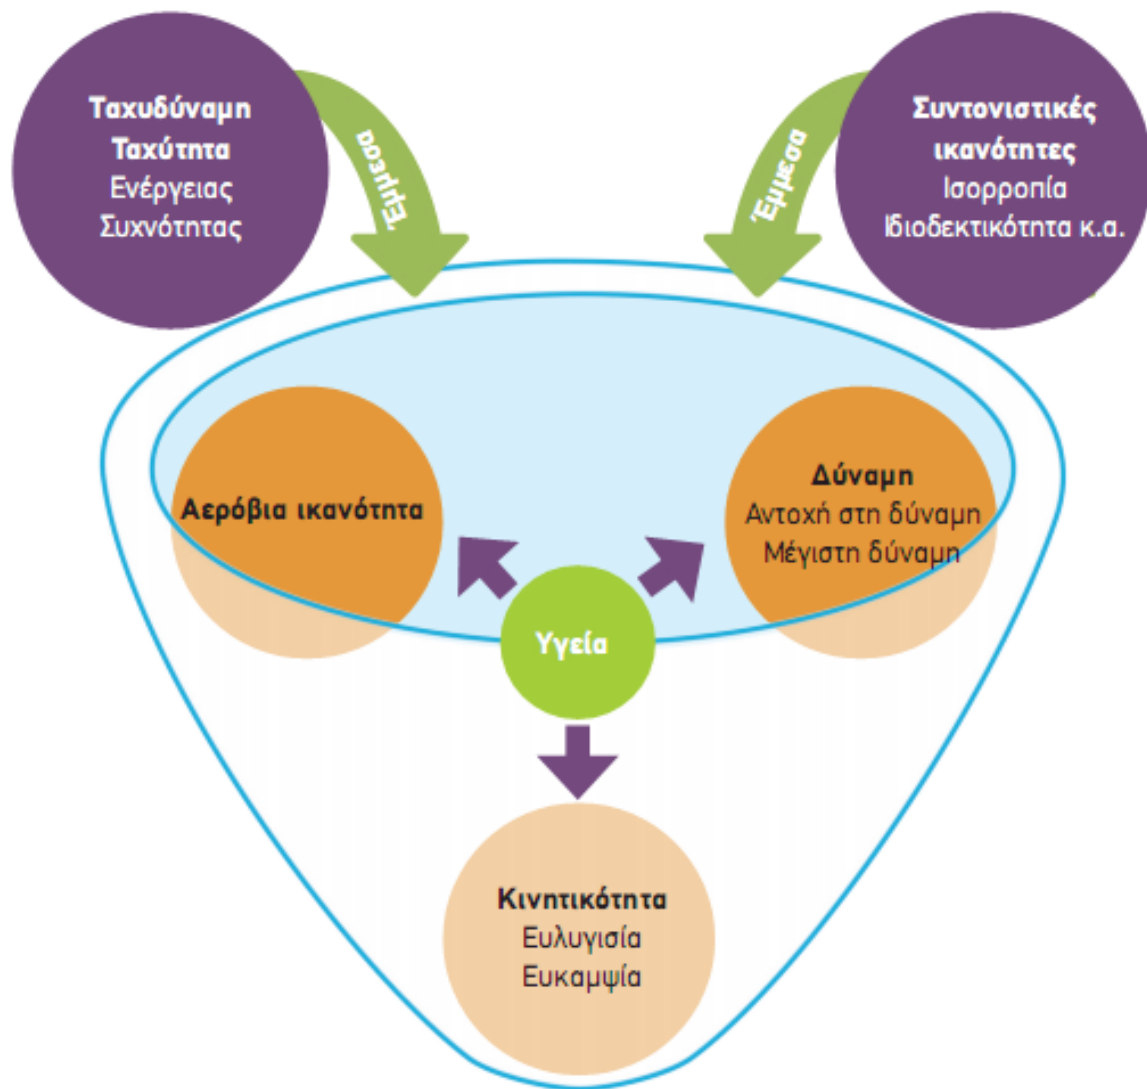 Ταχυδύναμη
Ταχύτητα
Ενέργειας
Συχνότητας
Έμμεσα
Έμμεσα
Συντονιστικές
ικανότητες
Ισορροπία
Ιδιοδεκτικότητα κ.α.
Αερόβια ικανότητα
Δύναμη
Αντοχή στη δύναμη
Μέγιστη δύναμη
Υγεία
Κινητικότητα
Ευλυγισία
Ευκαμψία